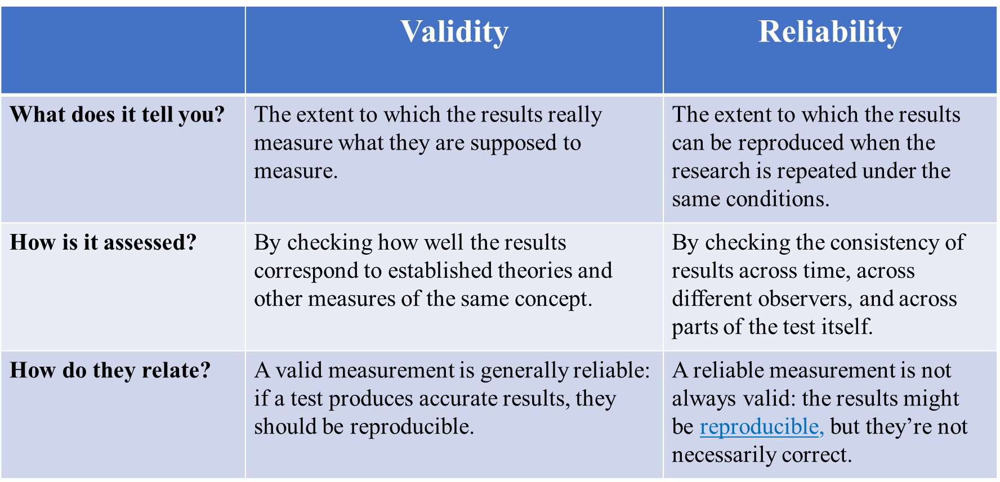 Validity
Reliability
What does it tell you?
The extent to which the results really
measure what they are supposed to
measure.
The extent to which the results
can be reproduced when the
research is repeated under the
same conditions.
How is it assessed?
By checking how well the results
correspond to established theories and
other measures of the same concept.
By checking the consistency of
results across time, across
different observers, and across
parts of the test itself.
How do they relate?
A valid measurement is generally reliable:
if a test produces accurate results, they
should be reproducible.
A reliable measurement is not
always valid: the results might
be reproducible, but they’re not
necessarily correct.